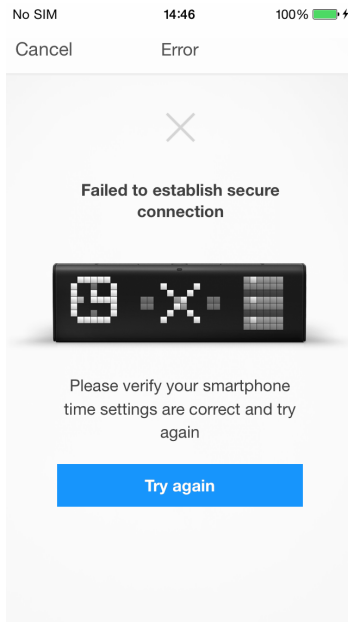 No SIM 14:46 100%
Cancel Error
Failed to establish secure
connection
Please verify your smartphone
time settings are correct and try
again
Try again